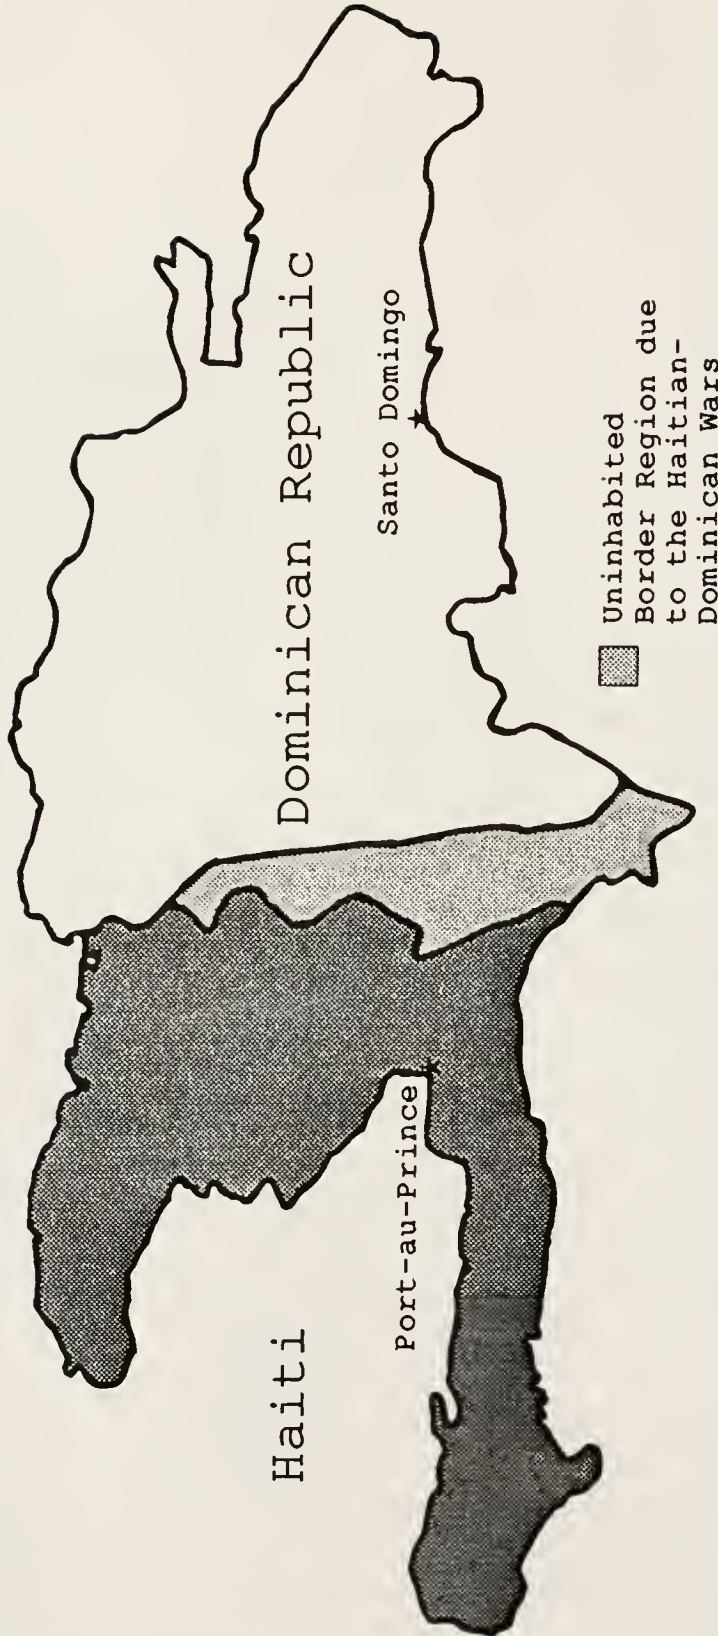 Haiti
Dominican Republic
Port-au-Prince
Santo Domingo
Uninhabited
Border Region due
to the Haitian-
Dominican Wars